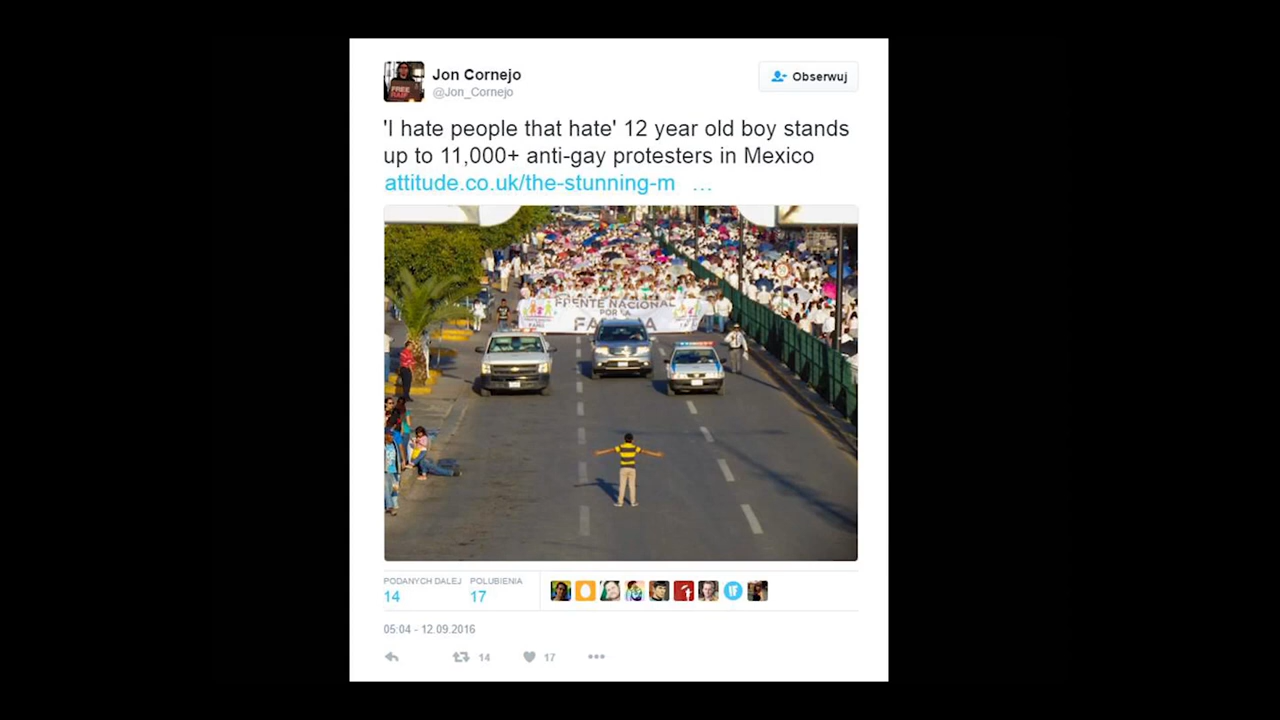 Jon Cornejo
@Jon_Cornejo
Obserwuj
'I hate people that hate' 12 year old boy stands
up to 11,000+ anti-gay protesters in Mexico
attitude.co.uk/the-stunning-m …
FRENTE NACIONAL
POR LA
PODANYCH DALEJ POLUBIENIA
14 17
05:04 - 12.09.2016
14 17